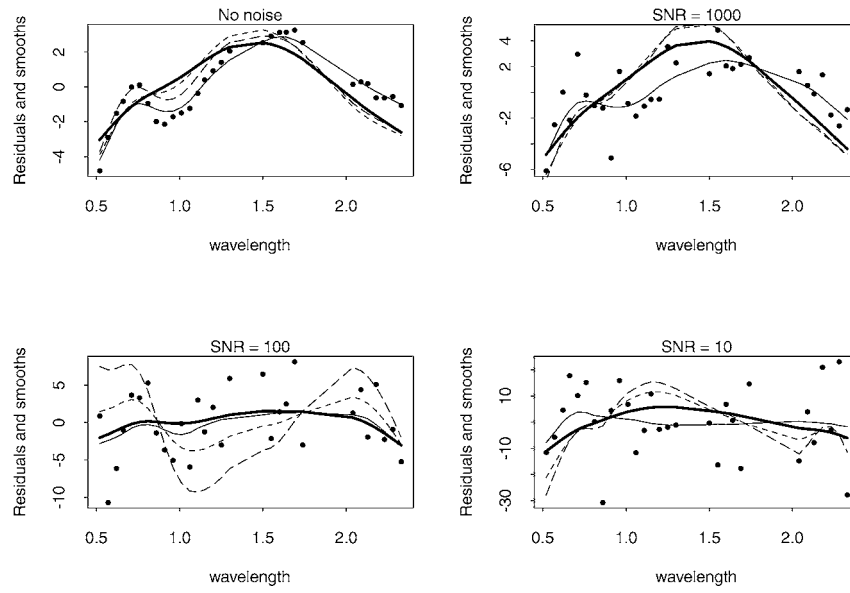 No noise
Residuals and smooths
2
0
-2
-4
0.5 1.0 1.5 2.0
wavelength
SNR = 1000
Residuals and smooths
4
2
-2
-6
0.5 1.0 1.5 2.0
wavelength
SNR = 100
Residuals and smooths
5
0
-5
-10
0.5 1.0 1.5 2.0
wavelength
SNR = 10
Residuals and smooths
10
-10
-30
0.5 1.0 1.5 2.0
wavelength